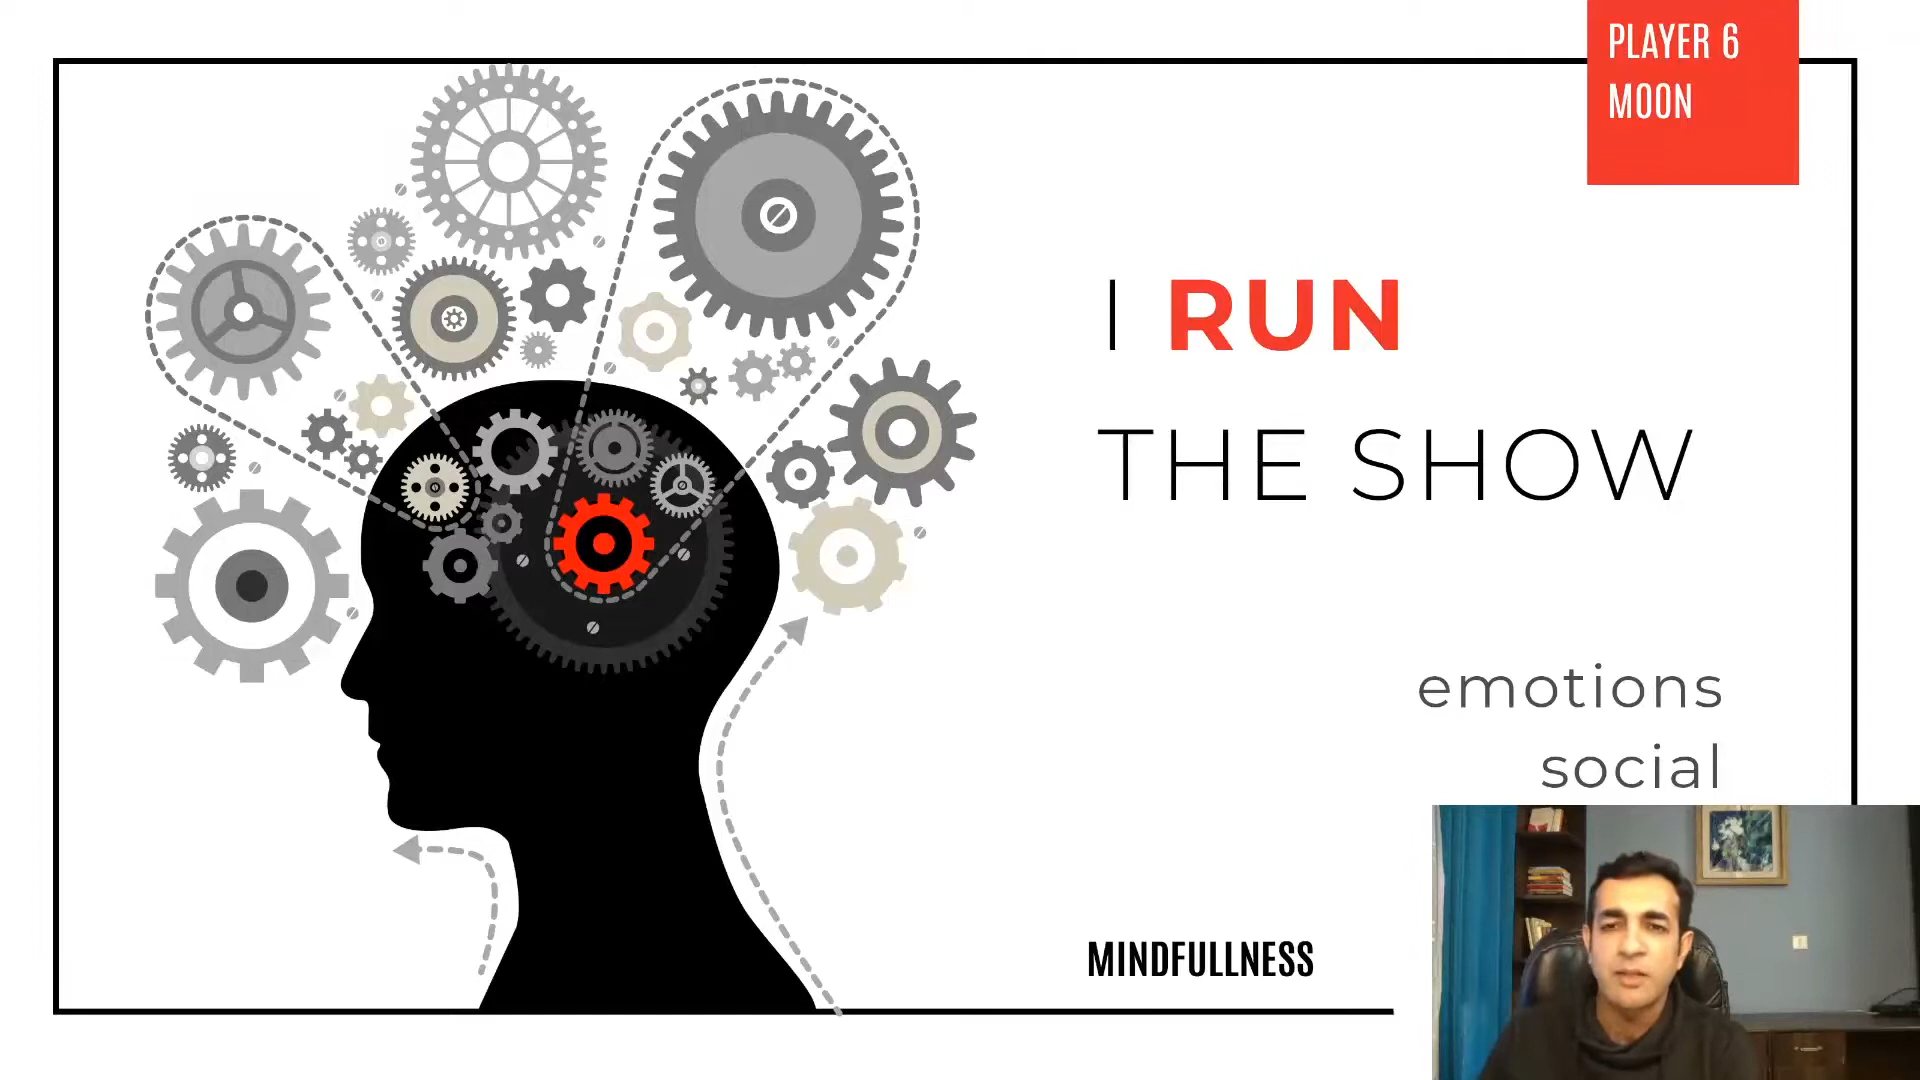 PLAYER 6
MOON
I RUN
THE SHOW
emotions
social
MINDFULLNESS